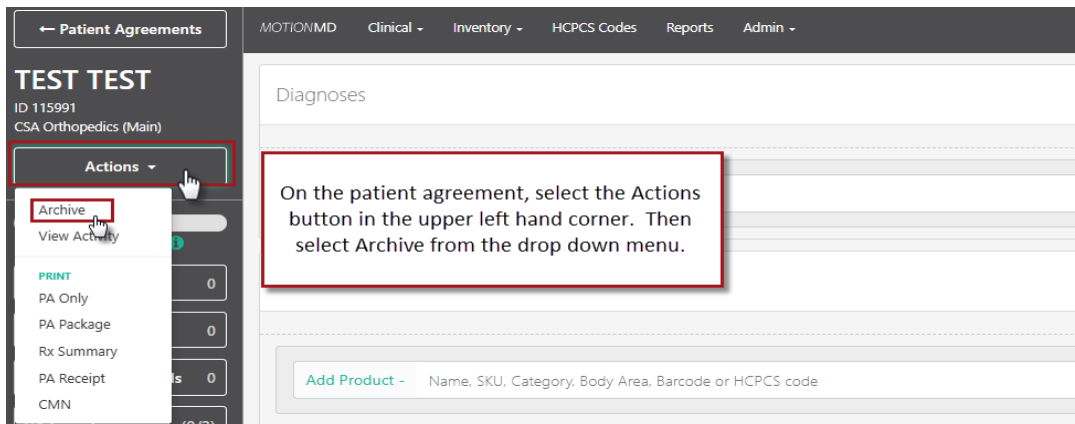 ← Patient Agreements
MOTIONMD Clinical Inventory HCPCS Codes Reports Admin
TEST TEST
ID 115991
CSA Orthopedics (Main)
Actions
Archive
View Activity
PRINT
PA Only
PA Package
Rx Summary
PA Receipt
CMN
0
0
ls 0
(0/2)
Diagnoses
On the patient agreement, select the Actions
button in the upper left hand corner. Then
select Archive from the drop down menu.
Add Product - Name, SKU, Category, Body Area, Barcode or HCPCS code